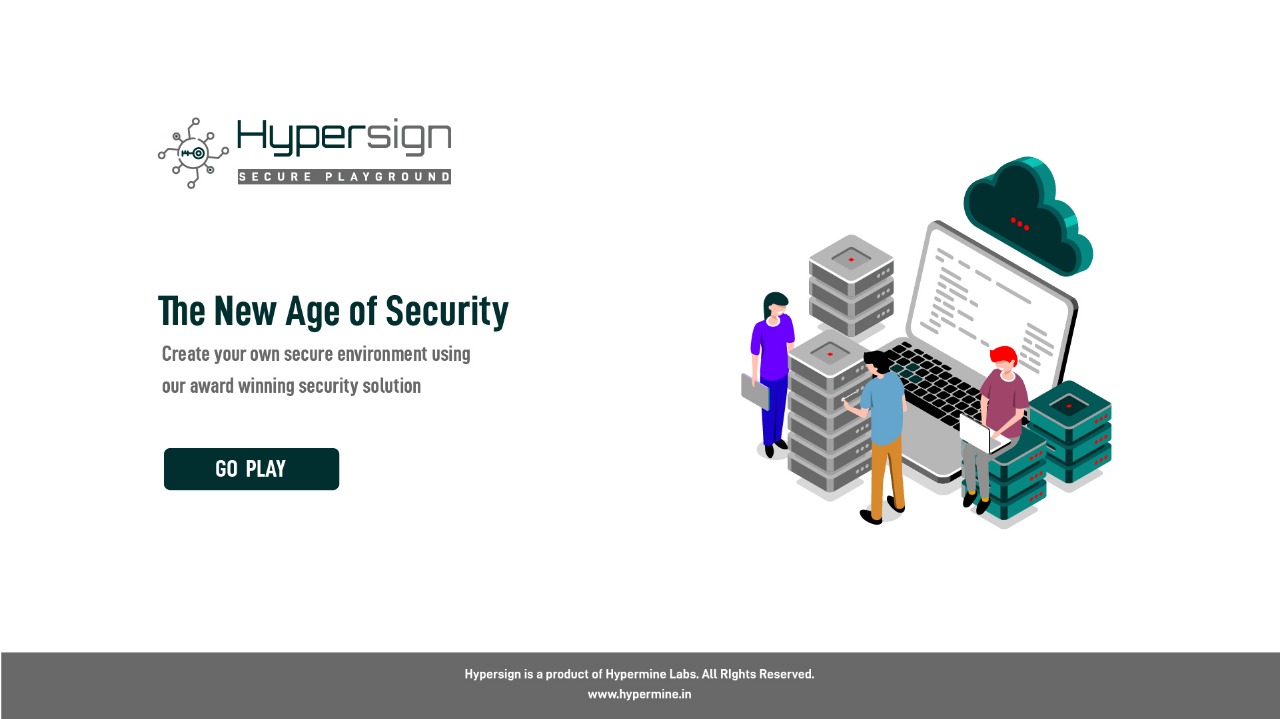 Hypersign
SECURE PLAYGROUND
The New Age of Security
Create your own secure environment using
our award winning security solution
GO PLAY
Hypersign is a product of Hypermine Labs. All RIghts Reserved.
www.hypermine.in